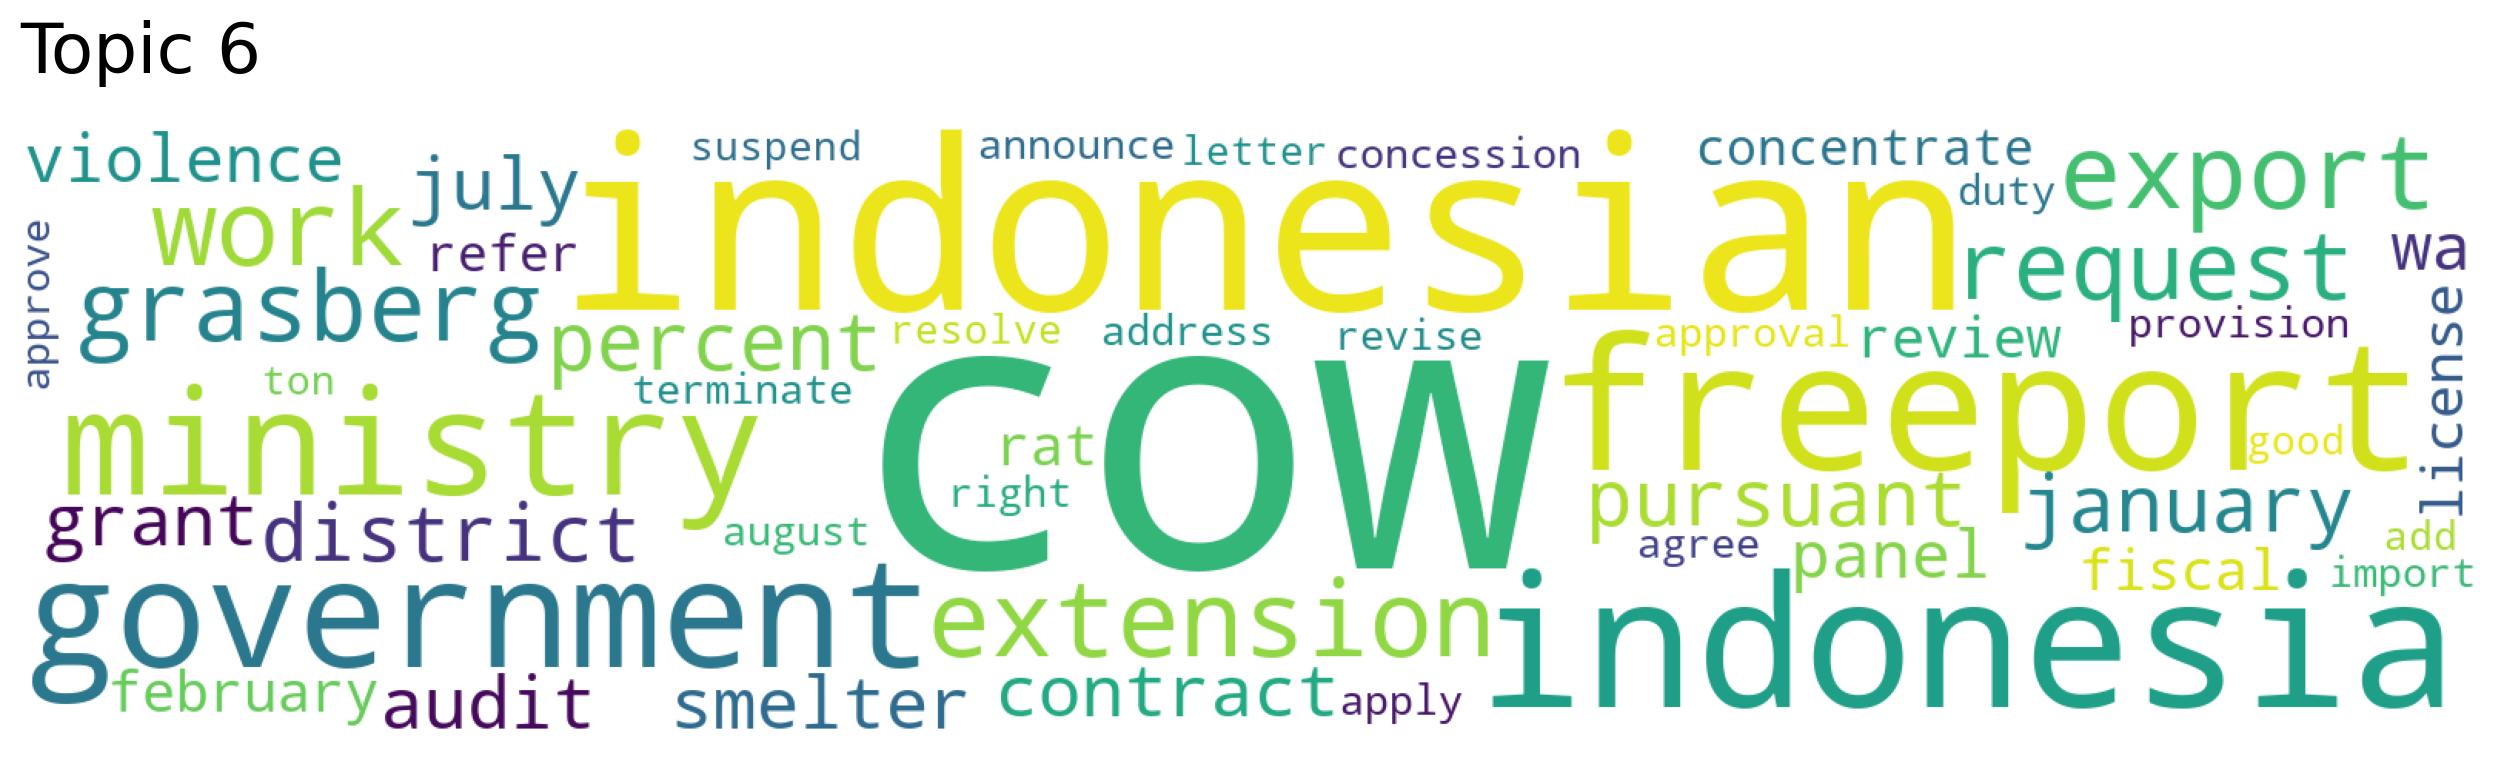 Topic 6
violence
suspend
announce
letter
concession
concentrate
export
july
indonesian
duty
work
refer
request
wa
approve
grasberg
percent
resolve
address
revise
approval
review
provision
license
ton
terminate
ministry
cow
freeport
rat
good
right
pursuant
january
grant
district
august
agree
panel
add
fiscal
import
government
extension
indonesia
february
audit
smelter
contract
apply